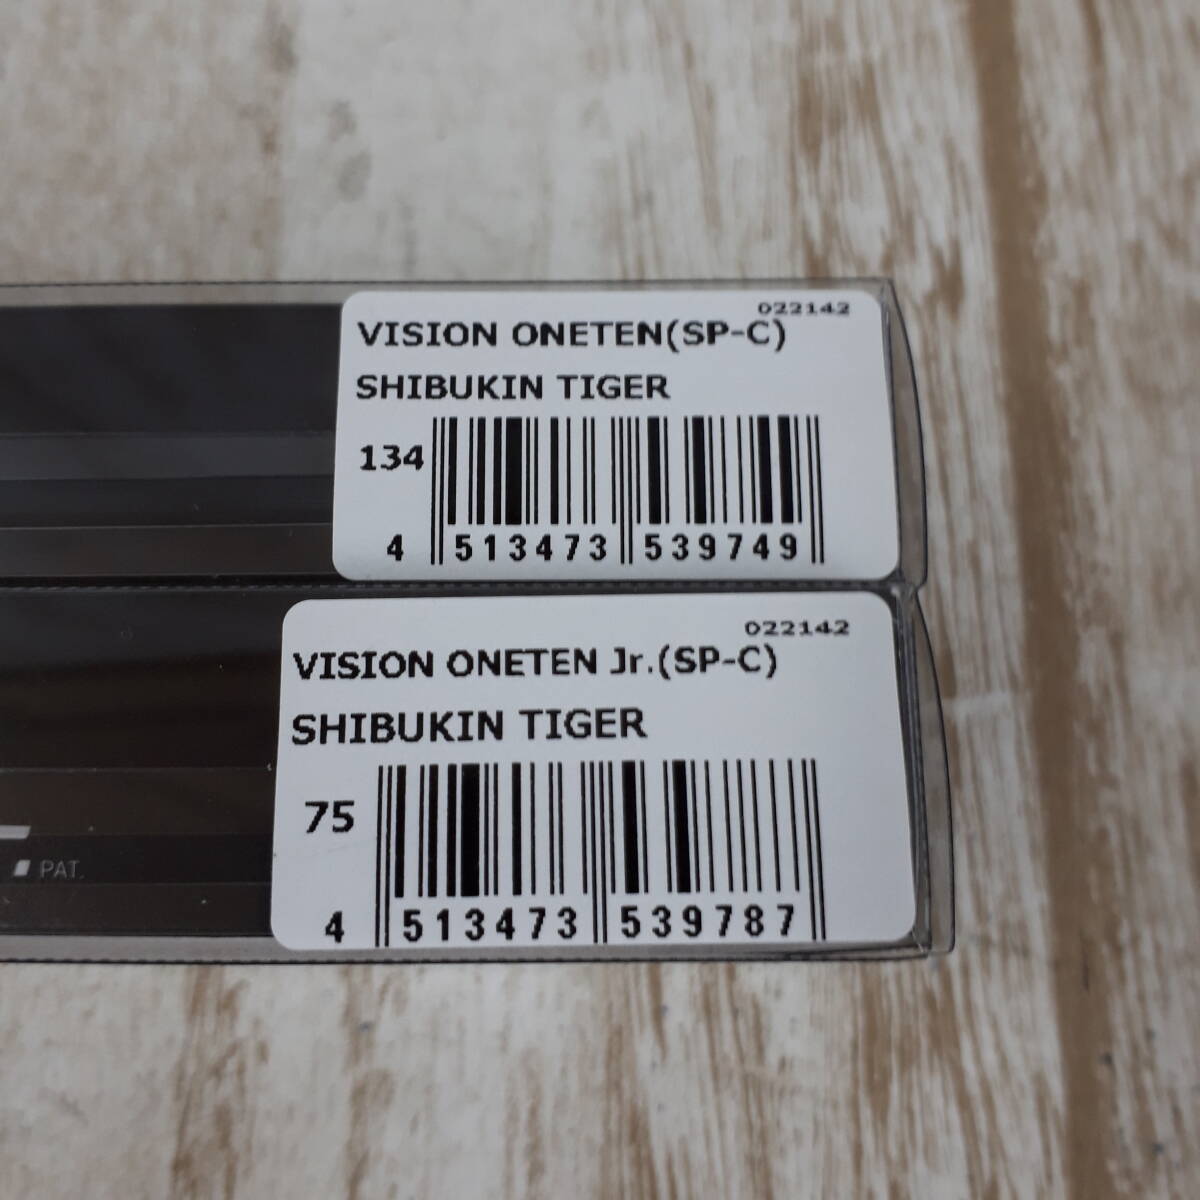 022142
VISION ONETEN(SP-C)
SHIBUKIN TIGER
134
4 513473 539749
022142
VISION ONETEN Jr.(SP-C)
SHIBUKIN TIGER
75
4 513473 539787
PAT.